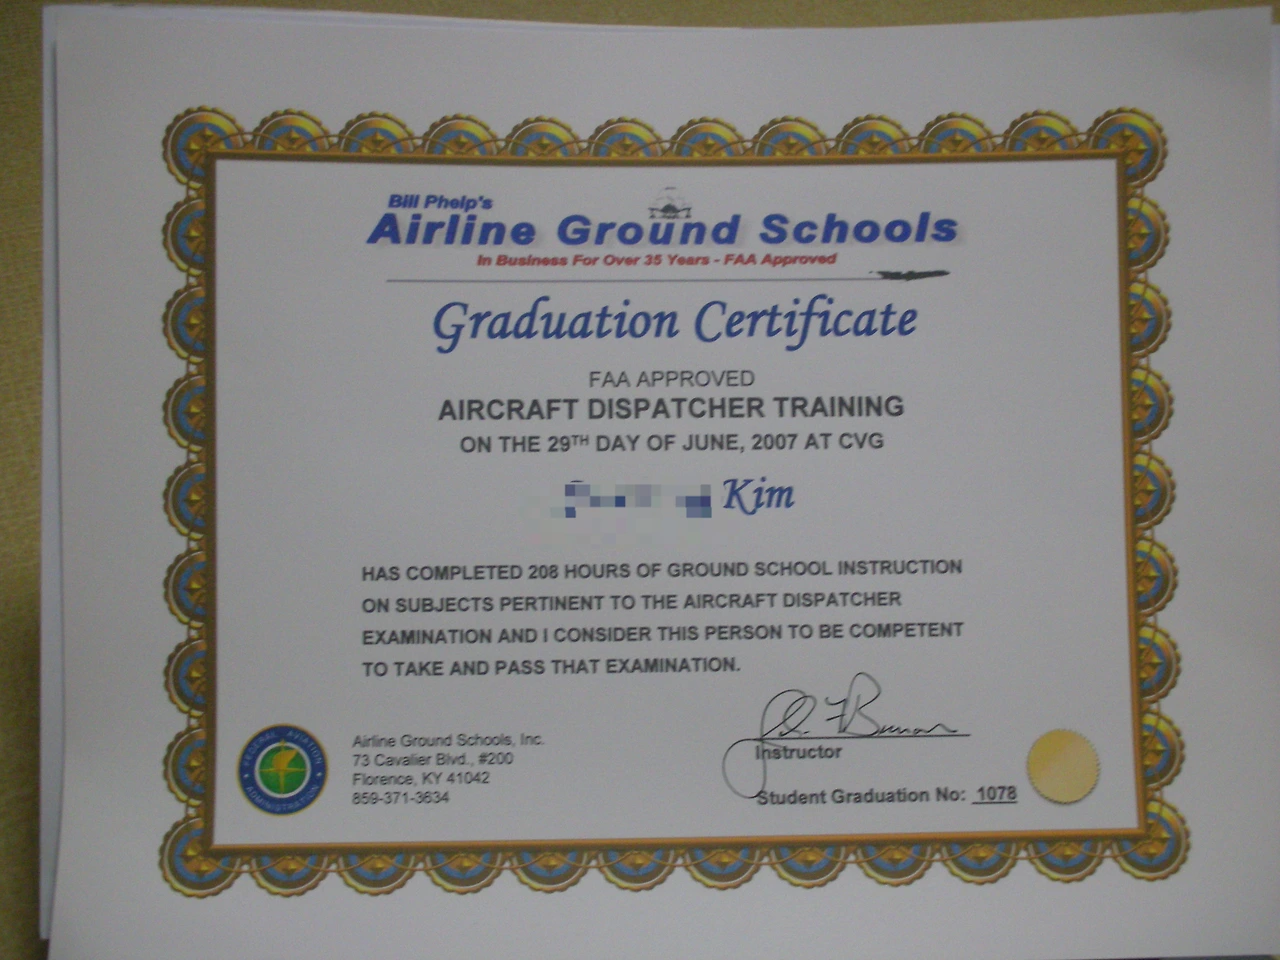 Bill Phelp's
Airline Ground Schools
In Business For Over 35 Years - FAA Approved
Graduation Certificate
FAA APPROVED
AIRCRAFT DISPATCHER TRAINING
ON THE 29TH DAY OF JUNE, 2007 AT CVG
Kim
HAS COMPLETED 208 HOURS OF GROUND SCHOOL INSTRUCTION
ON SUBJECTS PERTINENT TO THE AIRCRAFT DISPATCHER
EXAMINATION AND I CONSIDER THIS PERSON TO BE COMPETENT
TO TAKE AND PASS THAT EXAMINATION.
FEDERAL AVIATION
ADMINISTRATION
Airline Ground Schools, Inc.
73 Cavalier Blvd., #200
Florence, KY 41042
859-371-3634
Instructor
Student Graduation No: 1078